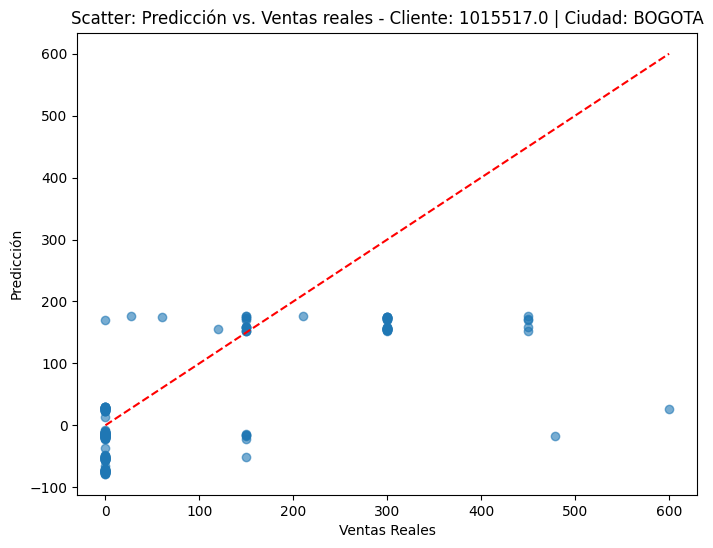 Scatter: Predicción vs. Ventas reales - Cliente: 1015517.0 | Ciudad: BOGOTA
600
500
400
300
200
100
0
−100
Predicción
0 100 200 300 400 500 600
Ventas Reales